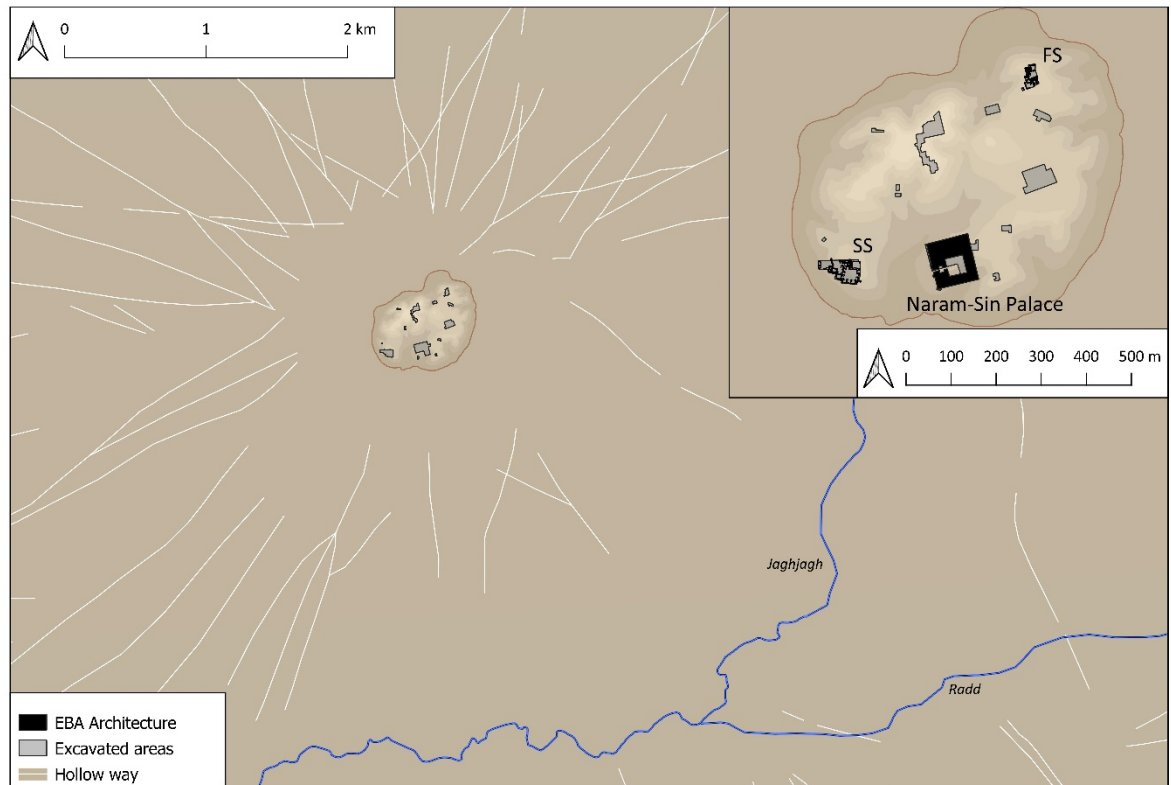 0 1 2 km
FS
SS
Naram-Sin Palace
0 100 200 300 400 500 m
Jaghjagh
Radd
EBA Architecture
Excavated areas
Hollow way